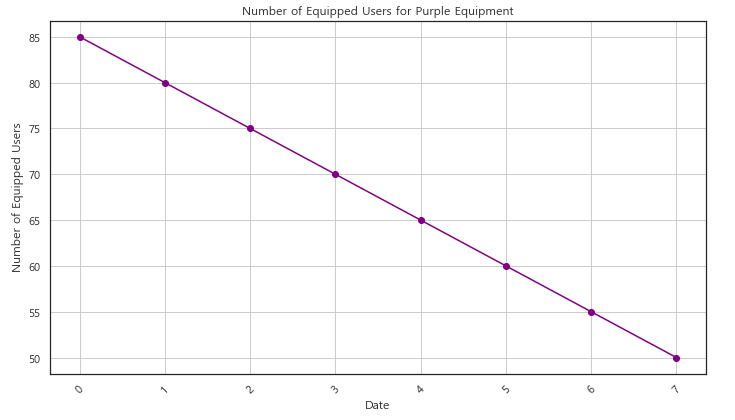 Number of Equipped Users for Purple Equipment
Number of Equipped Users
85
80
75
70
65
60
55
50
0 1 2 3 4 5 6 7
Date